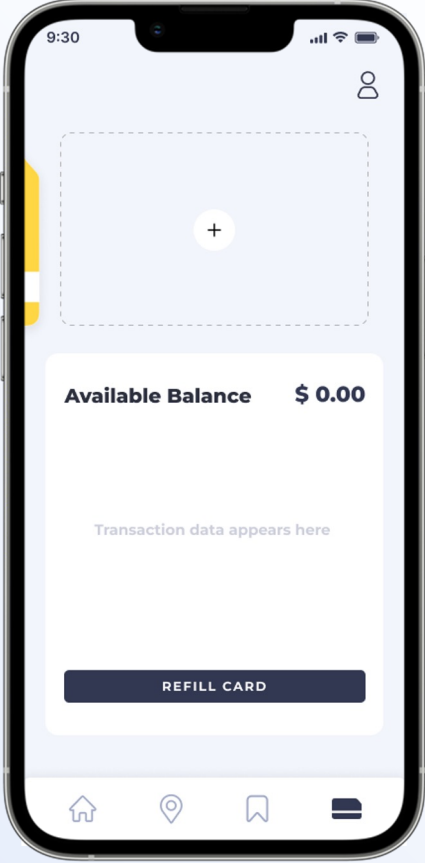 9:30
+
Available Balance $ 0.00
Transaction data appears here
REFILL CARD